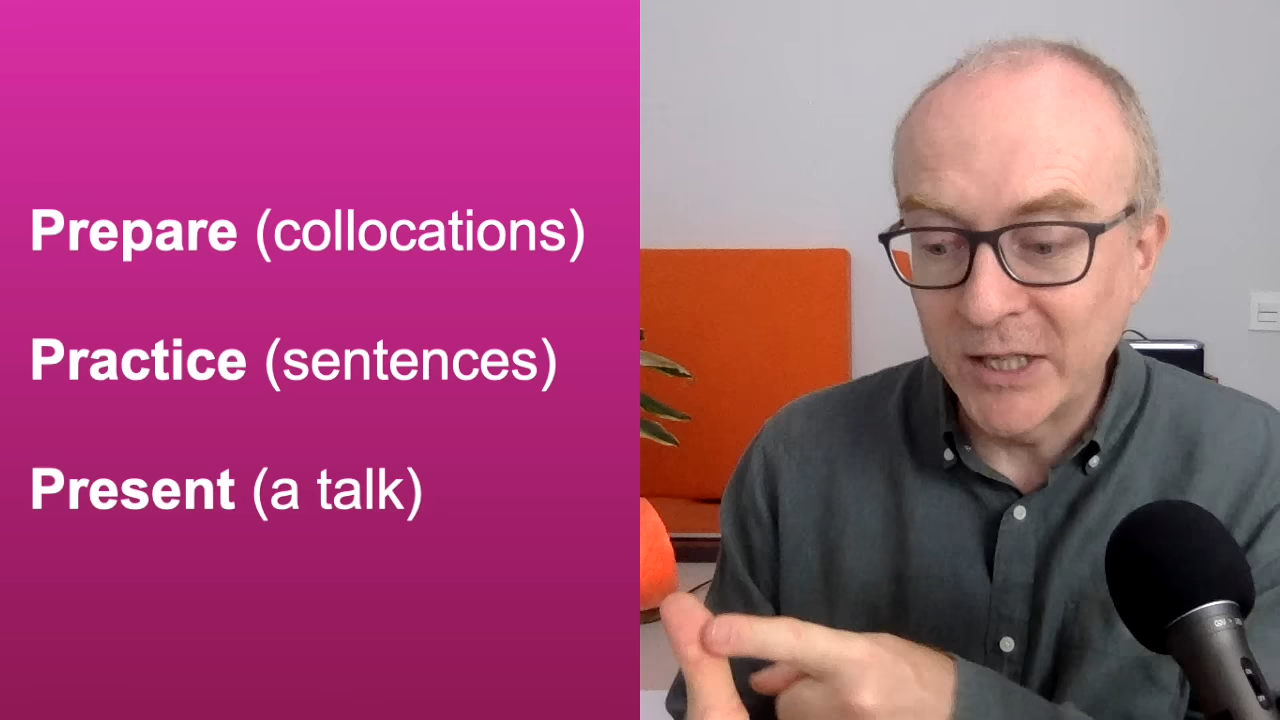 Prepare (collocations)
Practice (sentences)
Present (a talk)